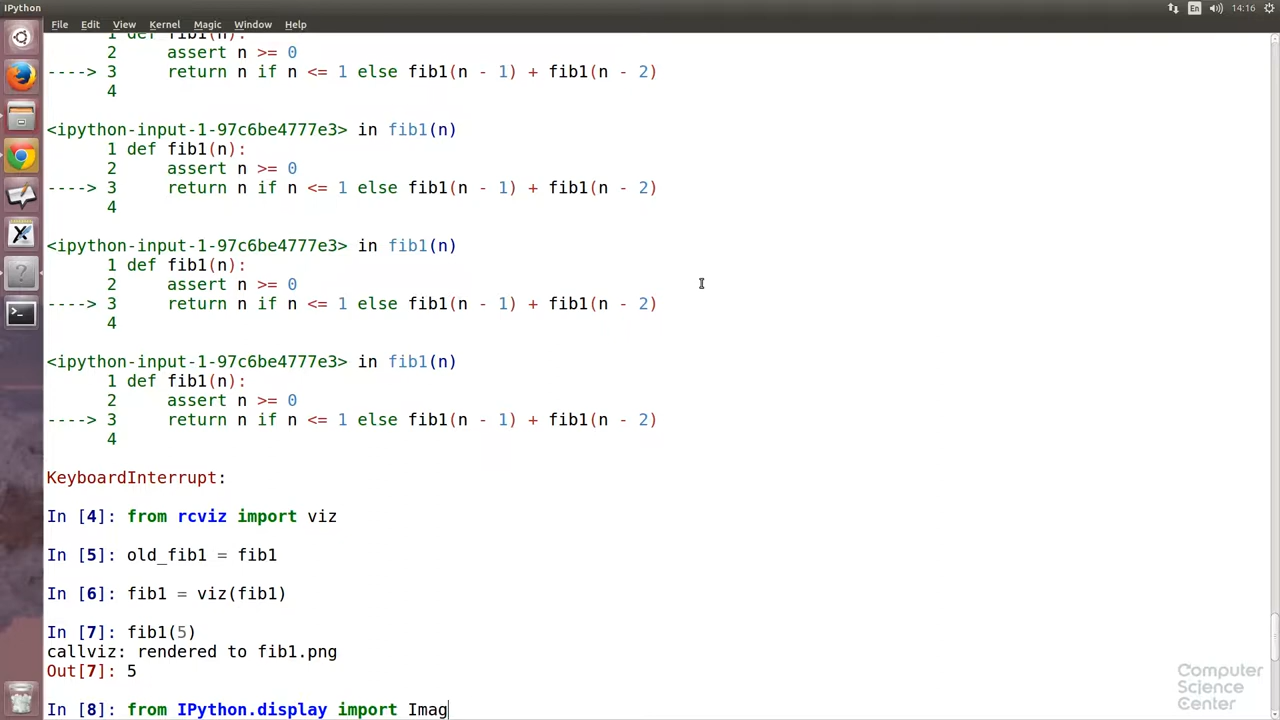 IPython
En
14:16
File Edit View Kernel Magic Window Help
1 def fib1(n):
2     assert n >= 0
----> 3     return n if n <= 1 else fib1(n - 1) + fib1(n - 2)
4
<ipython-input-1-97c6be4777e3> in fib1(n)
1 def fib1(n):
2     assert n >= 0
----> 3     return n if n <= 1 else fib1(n - 1) + fib1(n - 2)
4
<ipython-input-1-97c6be4777e3> in fib1(n)
1 def fib1(n):
2     assert n >= 0
----> 3     return n if n <= 1 else fib1(n - 1) + fib1(n - 2)
4
<ipython-input-1-97c6be4777e3> in fib1(n)
1 def fib1(n):
2     assert n >= 0
----> 3     return n if n <= 1 else fib1(n - 1) + fib1(n - 2)
4
KeyboardInterrupt:
In [4]: from rcviz import viz
In [5]: old_fib1 = fib1
In [6]: fib1 = viz(fib1)
In [7]: fib1(5)
callviz: rendered to fib1.png
Out[7]: 5
In [8]: from IPython.display import Imag
Computer
Science
Center